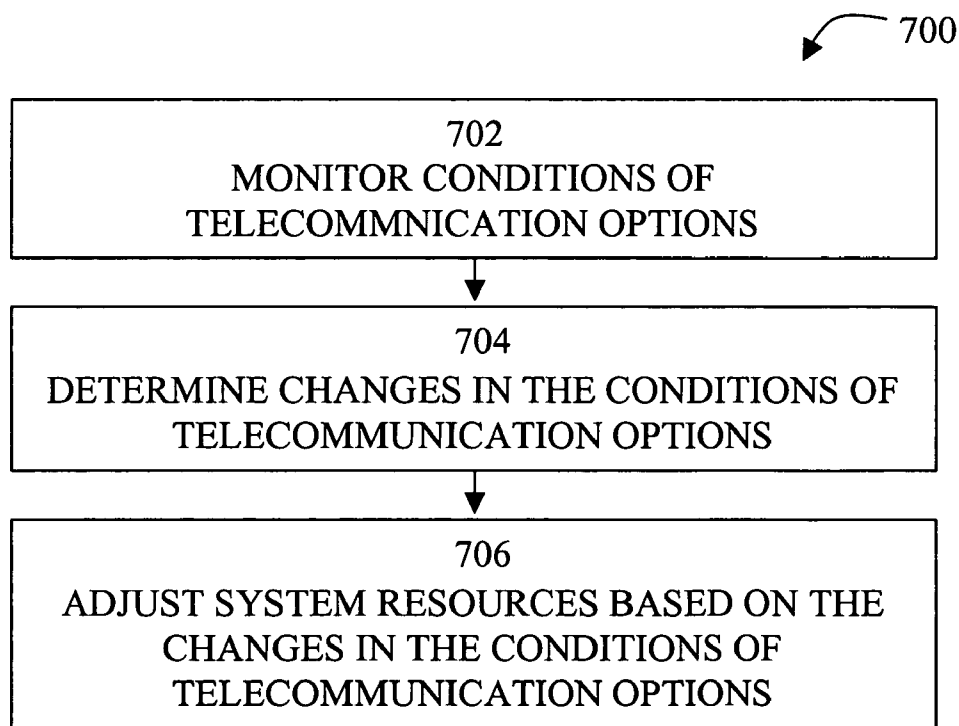 700
702
MONITOR CONDITIONS OF
TELECOMMNICATION OPTIONS
704
DETERMINE CHANGES IN THE CONDITIONS OF
TELECOMMUNICATION OPTIONS
706
ADJUST SYSTEM RESOURCES BASED ON THE
CHANGES IN THE CONDITIONS OF
TELECOMMUNICATION OPTIONS